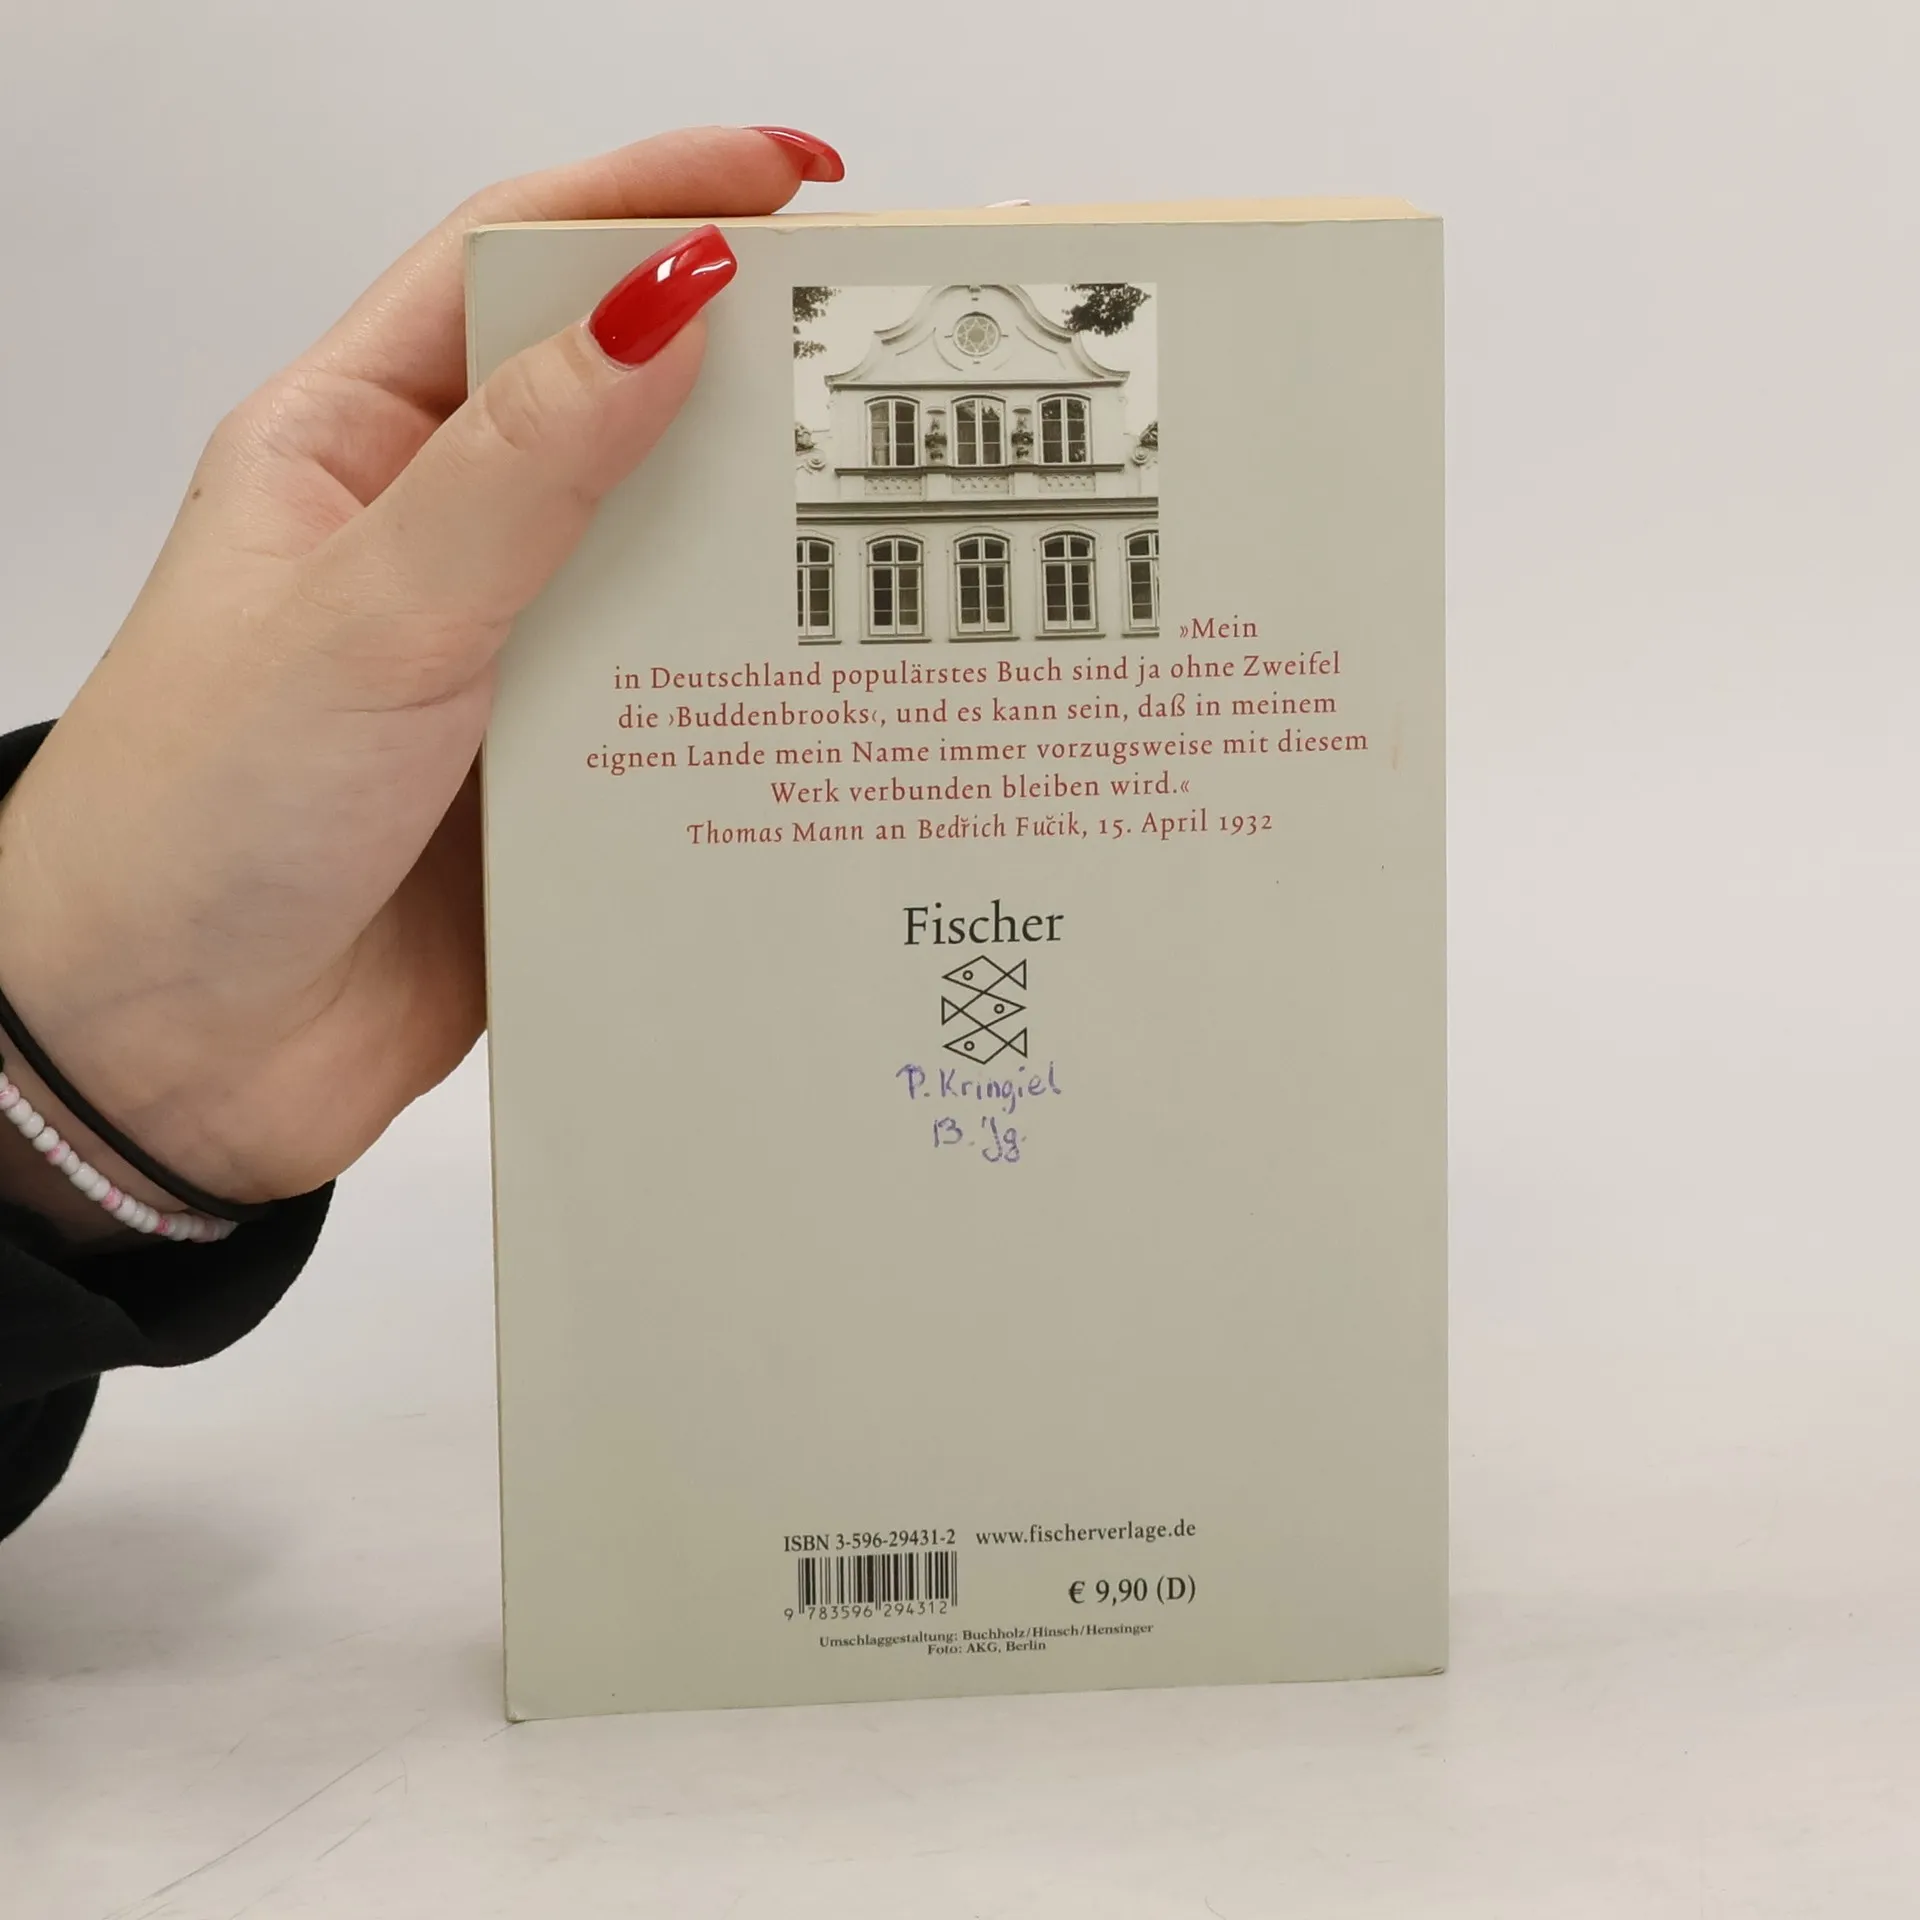 »Mein
in Deutschland populärstes Buch sind ja ohne Zweifel
die ›Buddenbrooks‹, und es kann sein, daß in meinem
eignen Lande mein Name immer vorzugsweise mit diesem
Werk verbunden bleiben wird.«
Thomas Mann an Bedřich Fučik, 15. April 1932
Fischer
P. Kringiel
13. Jg.
ISBN 3-596-29431-2 www.fischerverlage.de
€ 9,90 (D)
9 783596 294312
Umschlaggestaltung: Buchholz/Hinsch/Hensinger
Foto: AKG, Berlin